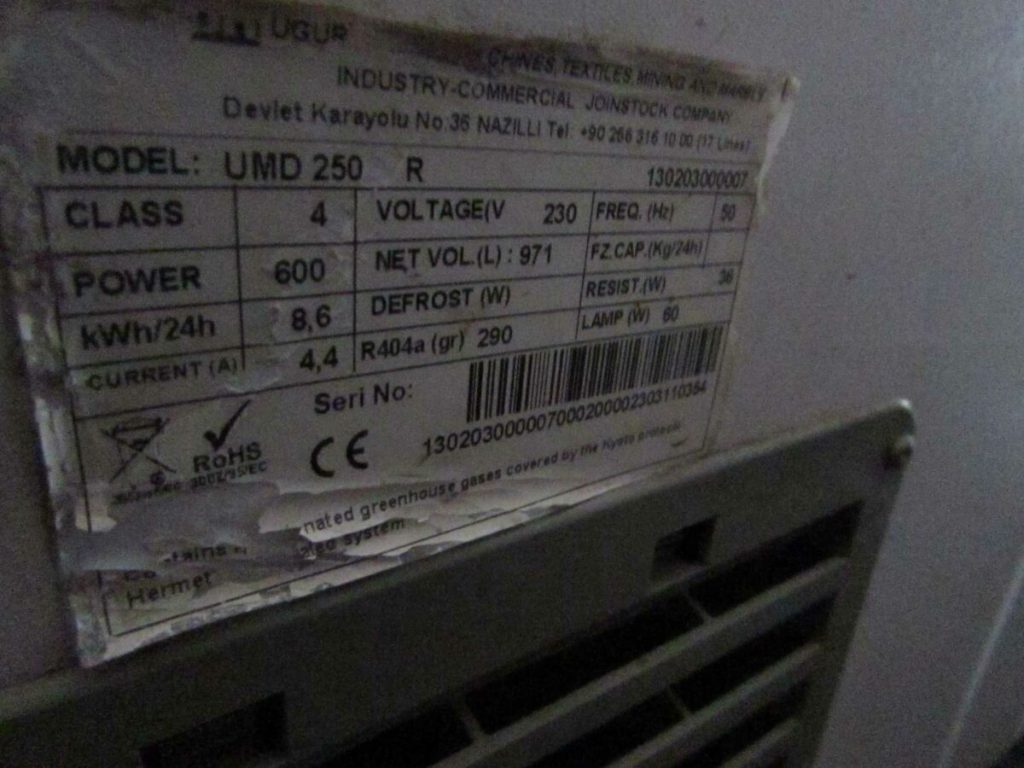 UGUR
CHINES, TEXTILES MINING AND
INDUSTRY-COMMERCIAL JOINSTOCK COMPANY
Devlet Karayolu No:36 NAZILLI Tel: +90 256 316 10 00 (17 Lines)
MODEL: UMD 250 R 130203000007
CLASS 4 VOLTAGE(V 230 FREQ. (Hz) 50
POWER 600 NET VOL.(L) : 971 FZ.CAP.(Kg/24h)
kWh/24h 8,6 DEFROST (W) RESIST.(W) 36
CURRENT (A) 4,4 R404a (gr) 290 LAMP (W) 60
Seri No:
RoHS
CE
130203000007000200002303110384
nated greenhouse gases covered by the Kyoto protocol
tains
system
Hermet